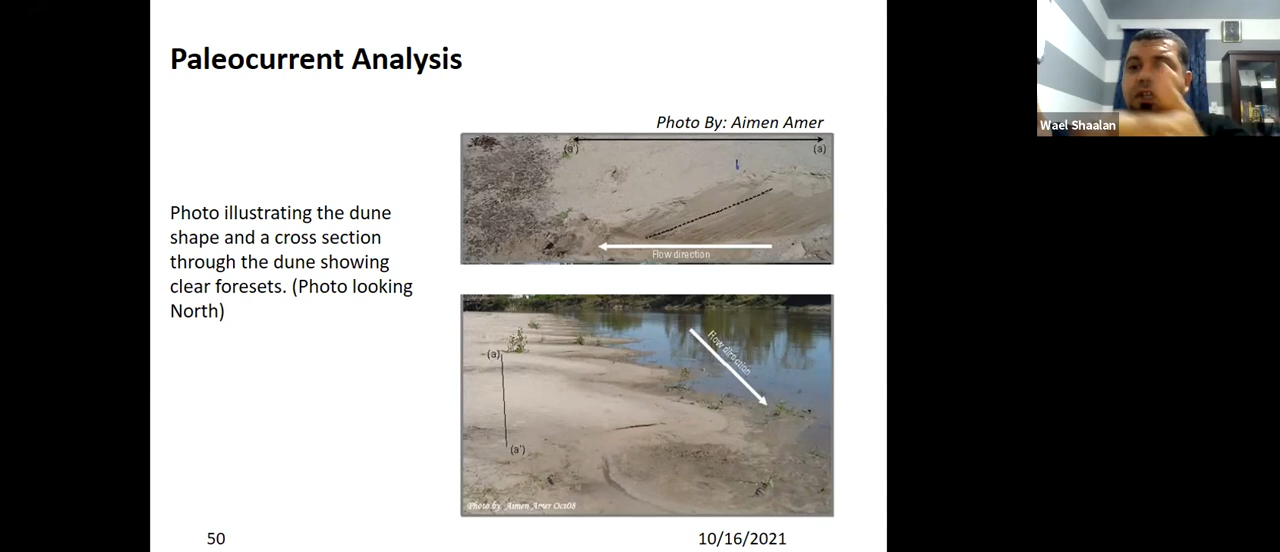 Paleocurrent Analysis
Photo By: Aimen Amer
(a')
(a)
Flow direction
Photo illustrating the dune
shape and a cross section
through the dune showing
clear foresets. (Photo looking
North)
Flow direction
(a)
(a')
Photo by: Aimen Amer Oct08
50
10/16/2021
Wael Shaalan